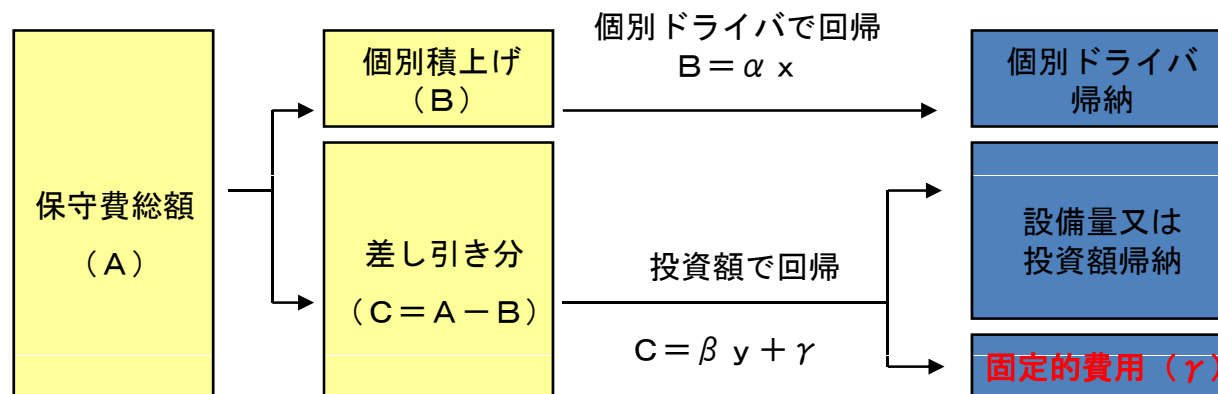 保守費総額
（A）
個別積上げ
（B）
差し引き分
（C＝A－B）
個別ドライバで回帰
B＝α x
投資額で回帰
C＝β y＋γ
個別ドライバ
帰納
設備量又は
投資額帰納
固定的費用（γ）